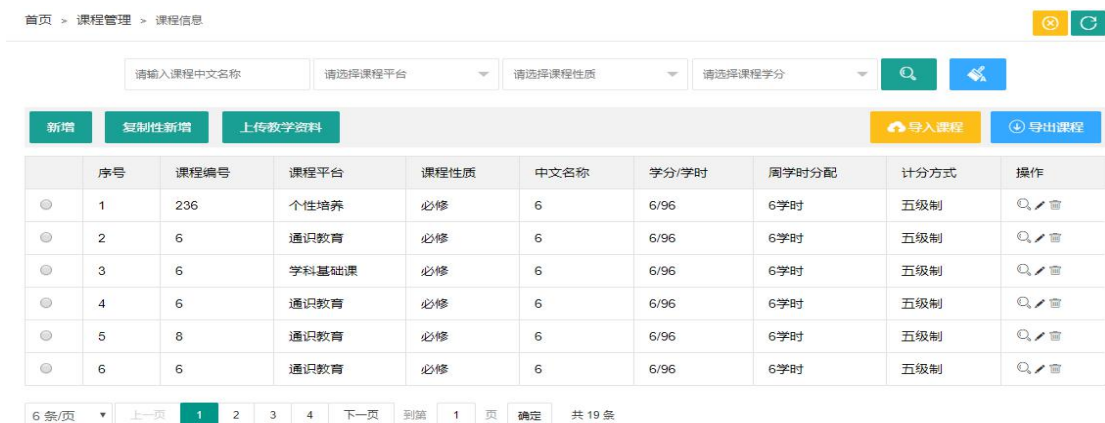 首页 > 课程管理 > 课程信息
请输入课程中文名称 请选择课程平台 请选择课程性质 请选择课程学分
新增 复制性新增 上传教学资料 导入课程 导出课程
序号 课程编号 课程平台 课程性质 中文名称 学分/学时 周学时分配 计分方式 操作
1 236 个性培养 必修 6 6/96 6学时 五级制
2 6 通识教育 必修 6 6/96 6学时 五级制
3 6 学科基础课 必修 6 6/96 6学时 五级制
4 6 通识教育 必修 6 6/96 6学时 五级制
5 8 通识教育 必修 6 6/96 6学时 五级制
6 6 通识教育 必修 6 6/96 6学时 五级制
6 条/页 上一页 1 2 3 4 下一页 到第 1 页 确定 共 19 条